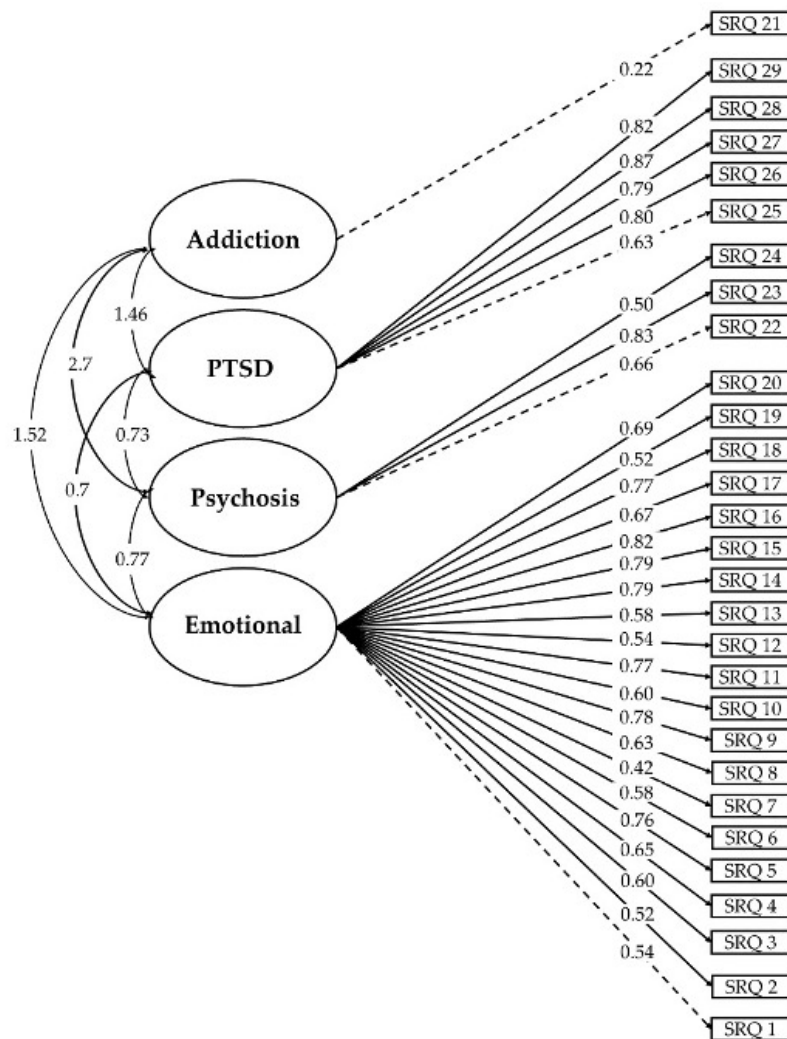 SRQ 21
0.22
SRQ 29
0.82
SRQ 28
0.87
SRQ 27
0.79
SRQ 26
0.80
SRQ 25
0.63
Addiction
SRQ 24
0.50
SRQ 23
0.83
SRQ 22
0.66
1.46
PTSD
2.7
SRQ 20
0.69
SRQ 19
0.52
1.52
0.73
SRQ 18
0.77
SRQ 17
0.67
0.7
Psychosis
SRQ 16
0.82
SRQ 15
0.79
0.77
SRQ 14
0.79
SRQ 13
0.58
Emotional
SRQ 12
0.54
SRQ 11
0.77
SRQ 10
0.60
SRQ 9
0.78
SRQ 8
0.63
SRQ 7
0.42
SRQ 6
0.58
SRQ 5
0.76
SRQ 4
0.65
SRQ 3
0.60
SRQ 2
0.52
SRQ 1
0.54